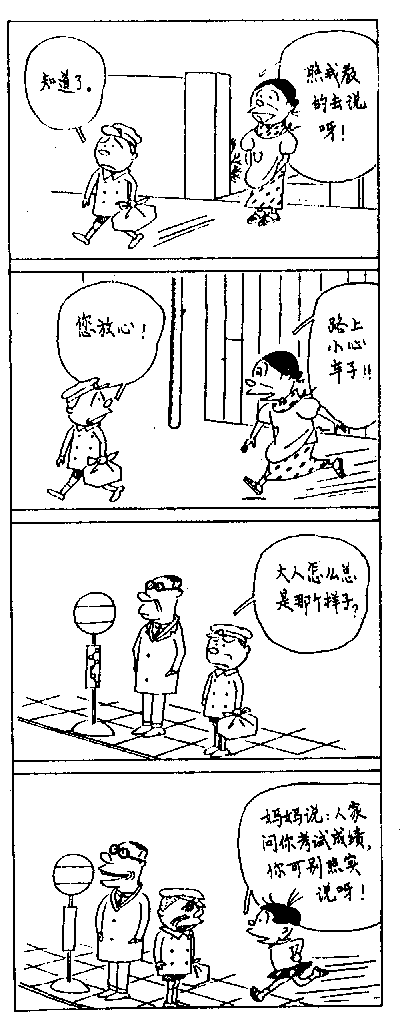 照我教
的去说
呀！
知道了。
路上
小心
车子！！
您放心！
大人怎么总
是那个样子？
妈妈说：人家
问你考试成绩，
你可别照实
说呀！